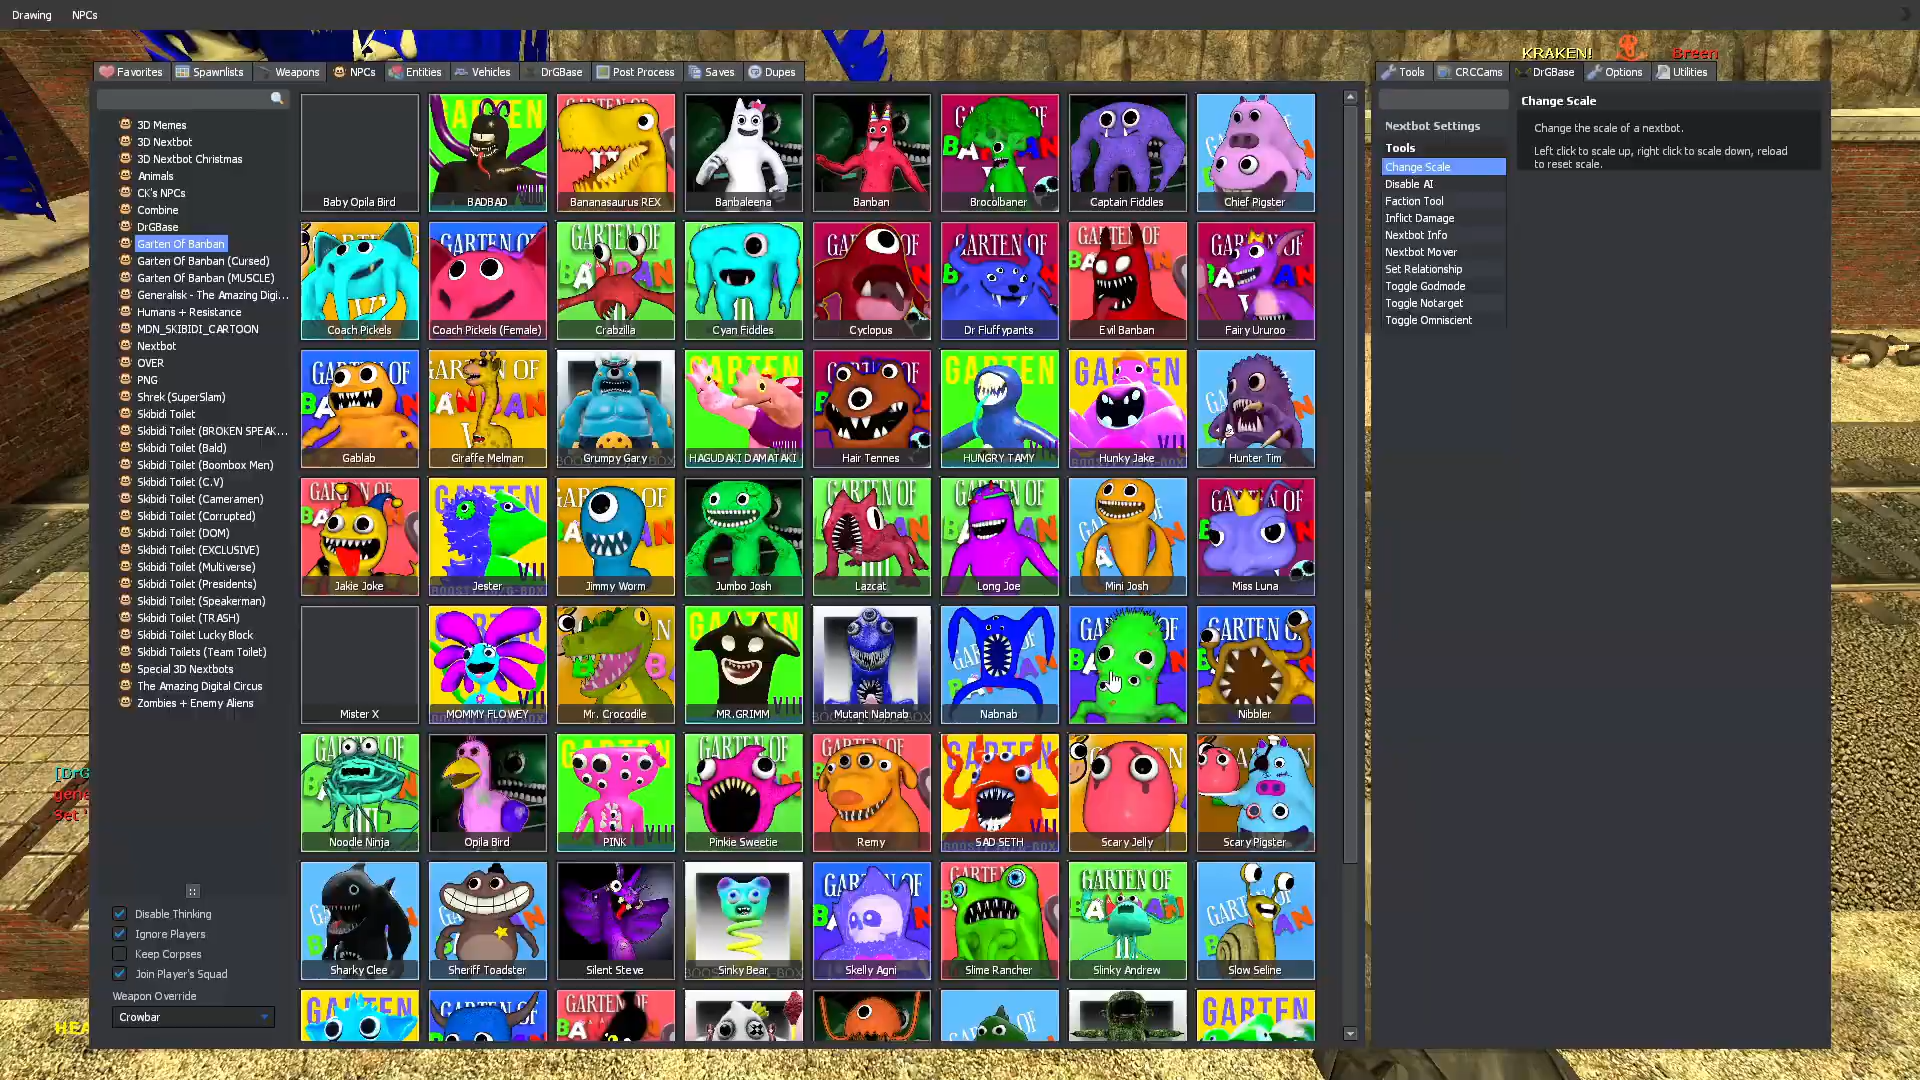 Drawing NPCs
KRAKEN! Breen
Favorites Spawnlists Weapons NPCs Entities Vehicles DrGBase Post Process Saves Dupes
Tools CRCCams DrGBase Options Utilities
3D Memes
3D Nextbot
3D Nextbot Christmas
Animals
CK's NPCs
Combine
DrGBase
Garten Of Banban
Garten Of Banban (Cursed)
Garten Of Banban (MUSCLE)
Generalisk - The Amazing Digi...
Humans + Resistance
MDN_SKIBIDI_CARTOON
Nextbot
OVER
PNG
Shrek (SuperSlam)
Skibidi Toilet
Skibidi Toilet (BROKEN SPEAK...
Skibidi Toilet (Bald)
Skibidi Toilet (Boombox Men)
Skibidi Toilet (C.V)
Skibidi Toilet (Cameramen)
Skibidi Toilet (Corrupted)
Skibidi Toilet (DOM)
Skibidi Toilet (EXCLUSIVE)
Skibidi Toilet (Multiverse)
Skibidi Toilet (Presidents)
Skibidi Toilet (Speakerman)
Skibidi Toilet (TRASH)
Skibidi Toilet Lucky Block
Skibidi Toilets (Team Toilet)
Special 3D Nextbots
The Amazing Digital Circus
Zombies + Enemy Aliens
[DrG
gene
Set '
Disable Thinking
Ignore Players
Keep Corpses
Join Player's Squad
Weapon Override
Crowbar
HEA
Baby Opila Bird BADBAD Bananasaurus REX Banbaleena Banban Brocolbaner Captain Fiddles Chief Pigster
Coach Pickels Coach Pickels (Female) Crabzilla Cyan Fiddles Cyclopus Dr Fluffypants Evil Banban Fairy Ururoo
Gablab Giraffe Melman Grumpy Gary HAGUDAKI DAMATAKI Hair Tennes HUNGRY TAMY Hunky Jake Hunter Tim
Jakie Joke Jester Jimmy Worm Jumbo Josh Lazcat Long Joe Mini Josh Miss Luna
Mister X MOMMY FLOWEY Mr. Crocodile MR.GRIMM Mutant Nabnab Nabnab Nibbler
Noodle Ninja Opila Bird PINK Pinkie Sweetie Remy SAD SETH Scary Jelly Scary Pigster
Sharky Clee Sheriff Toadster Silent Steve Sinky Bear Skelly Agni Slime Rancher Slinky Andrew Slow Seline
Nextbot Settings
Tools
Change Scale
Disable AI
Faction Tool
Inflict Damage
Nextbot Info
Nextbot Mover
Set Relationship
Toggle Godmode
Toggle Notarget
Toggle Omniscient
Change Scale
Change the scale of a nextbot.
Left click to scale up, right click to scale down, reload
to reset scale.